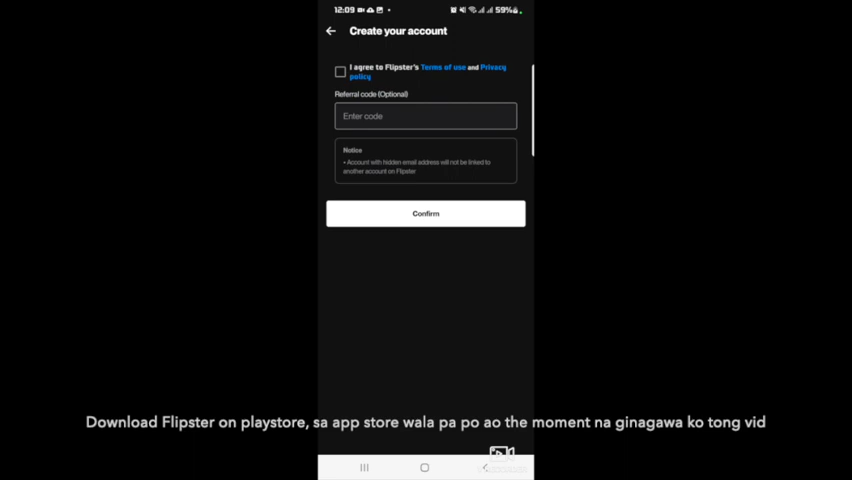 12:09
59%
Create your account
I agree to Flipster's Terms of use and Privacy
policy
Referral code (Optional)
Enter code
Notice
• Account with hidden email address will not be linked to
another account on Flipster
Confirm
Download Flipster on playstore, sa app store wala pa po ao the moment na ginagawa ko tong vid